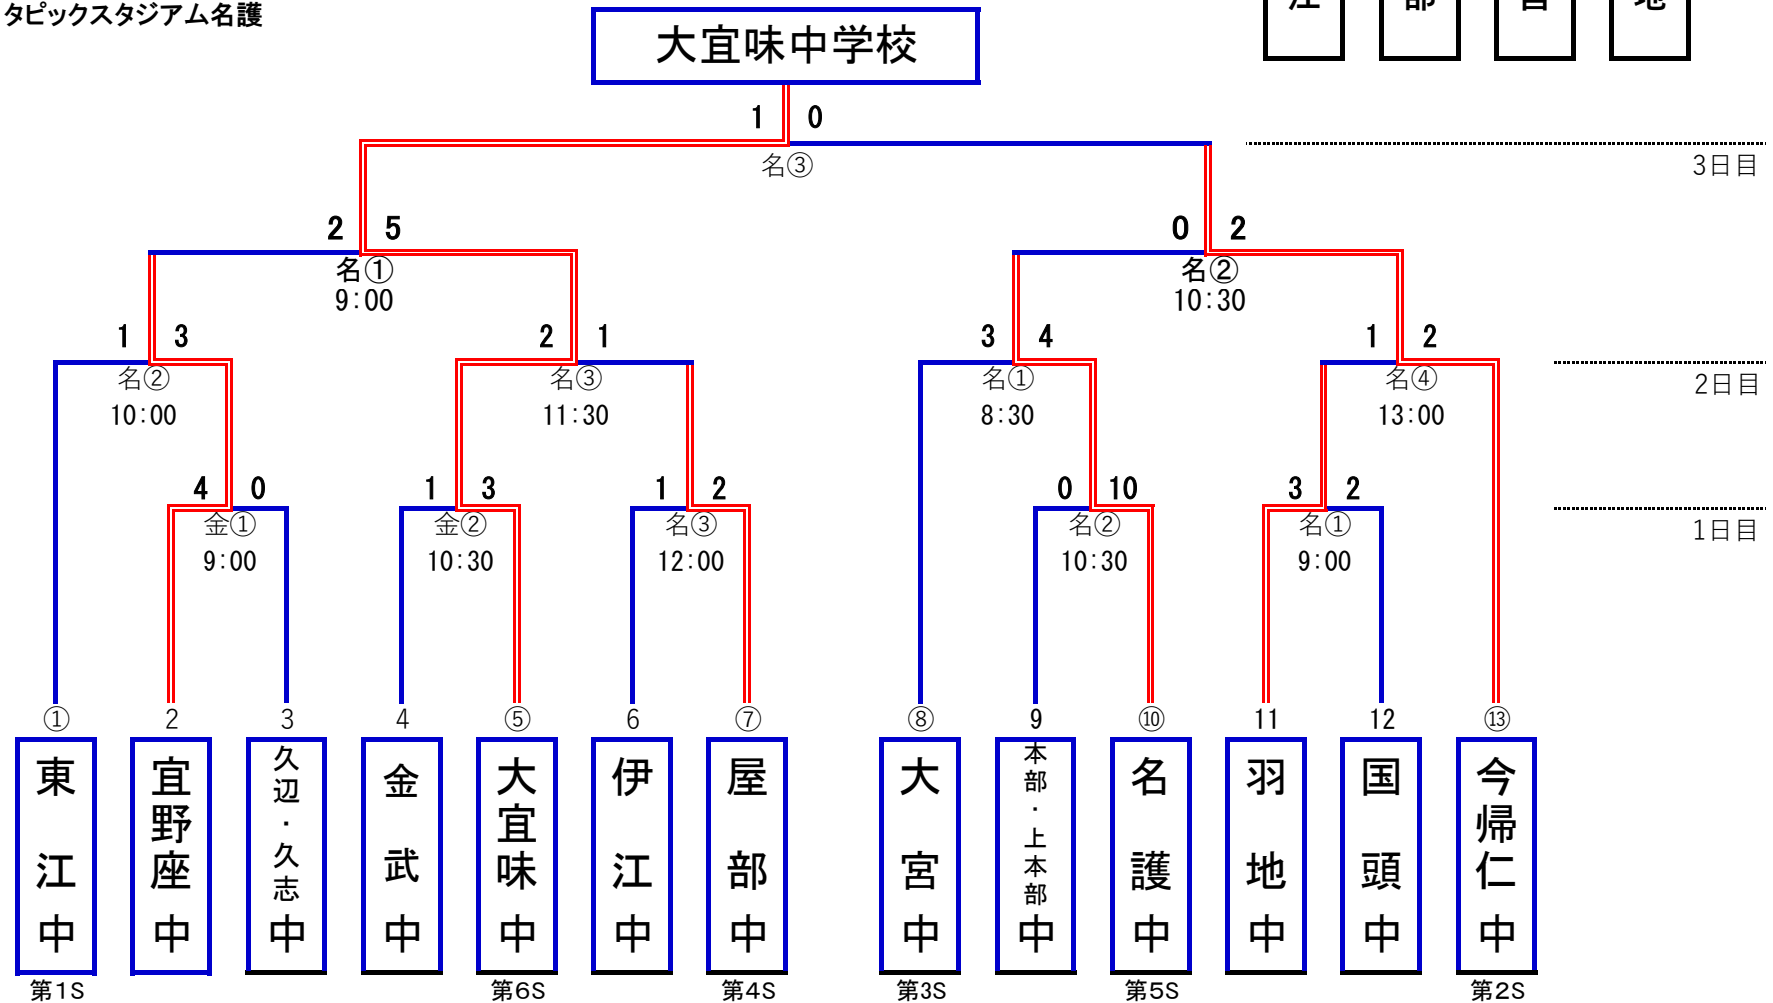 タピックスタジアム名護
大宜味中学校
1 0
名③
3日目
2 5
名①
9:00
0 2
名②
10:30
1 3
名②
10:00
2 1
名③
11:30
3 4
名①
8:30
1 2
名④
13:00
2日目
4 0
金①
9:00
1 3
金②
10:30
1 2
名③
12:00
0 10
名②
10:30
3 2
名①
9:00
1日目
① 2 3 4 ⑤ 6 ⑦ ⑧ 9 ⑩ 11 12 ⑬
東江中
宜野座中
久辺・久志中
金武中
大宜味中
伊江中
屋部中
大宮中
本部・上本部中
名護中
羽地中
国頭中
今帰仁中
第1S 第6S 第4S 第3S 第5S 第2S